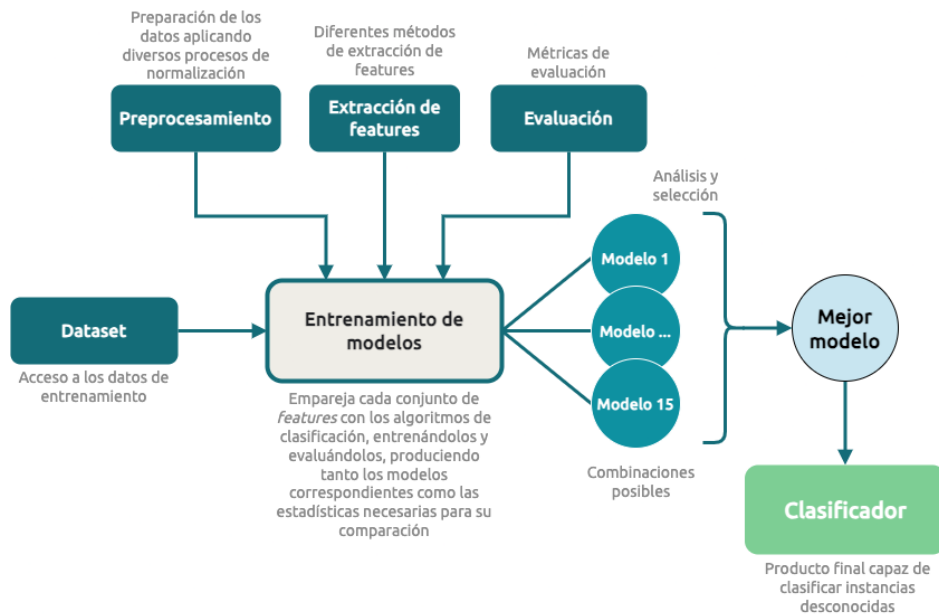 Preparación de los
datos aplicando
diversos procesos de
normalización
Preprocesamiento
Diferentes métodos
de extracción de
features
Extracción de
features
Métricas de
evaluación
Evaluación
Dataset
Acceso a los datos de
entrenamiento
Entrenamiento de
modelos
Empareja cada conjunto de
features con los algoritmos de
clasificación, entrenándolos y
evaluándolos, produciendo
tanto los modelos
correspondientes como las
estadísticas necesarias para su
comparación
Modelo 1
Modelo ...
Modelo 15
Combinaciones
posibles
Análisis y
selección
Mejor
modelo
Clasificador
Producto final capaz de
clasificar instancias
desconocidas